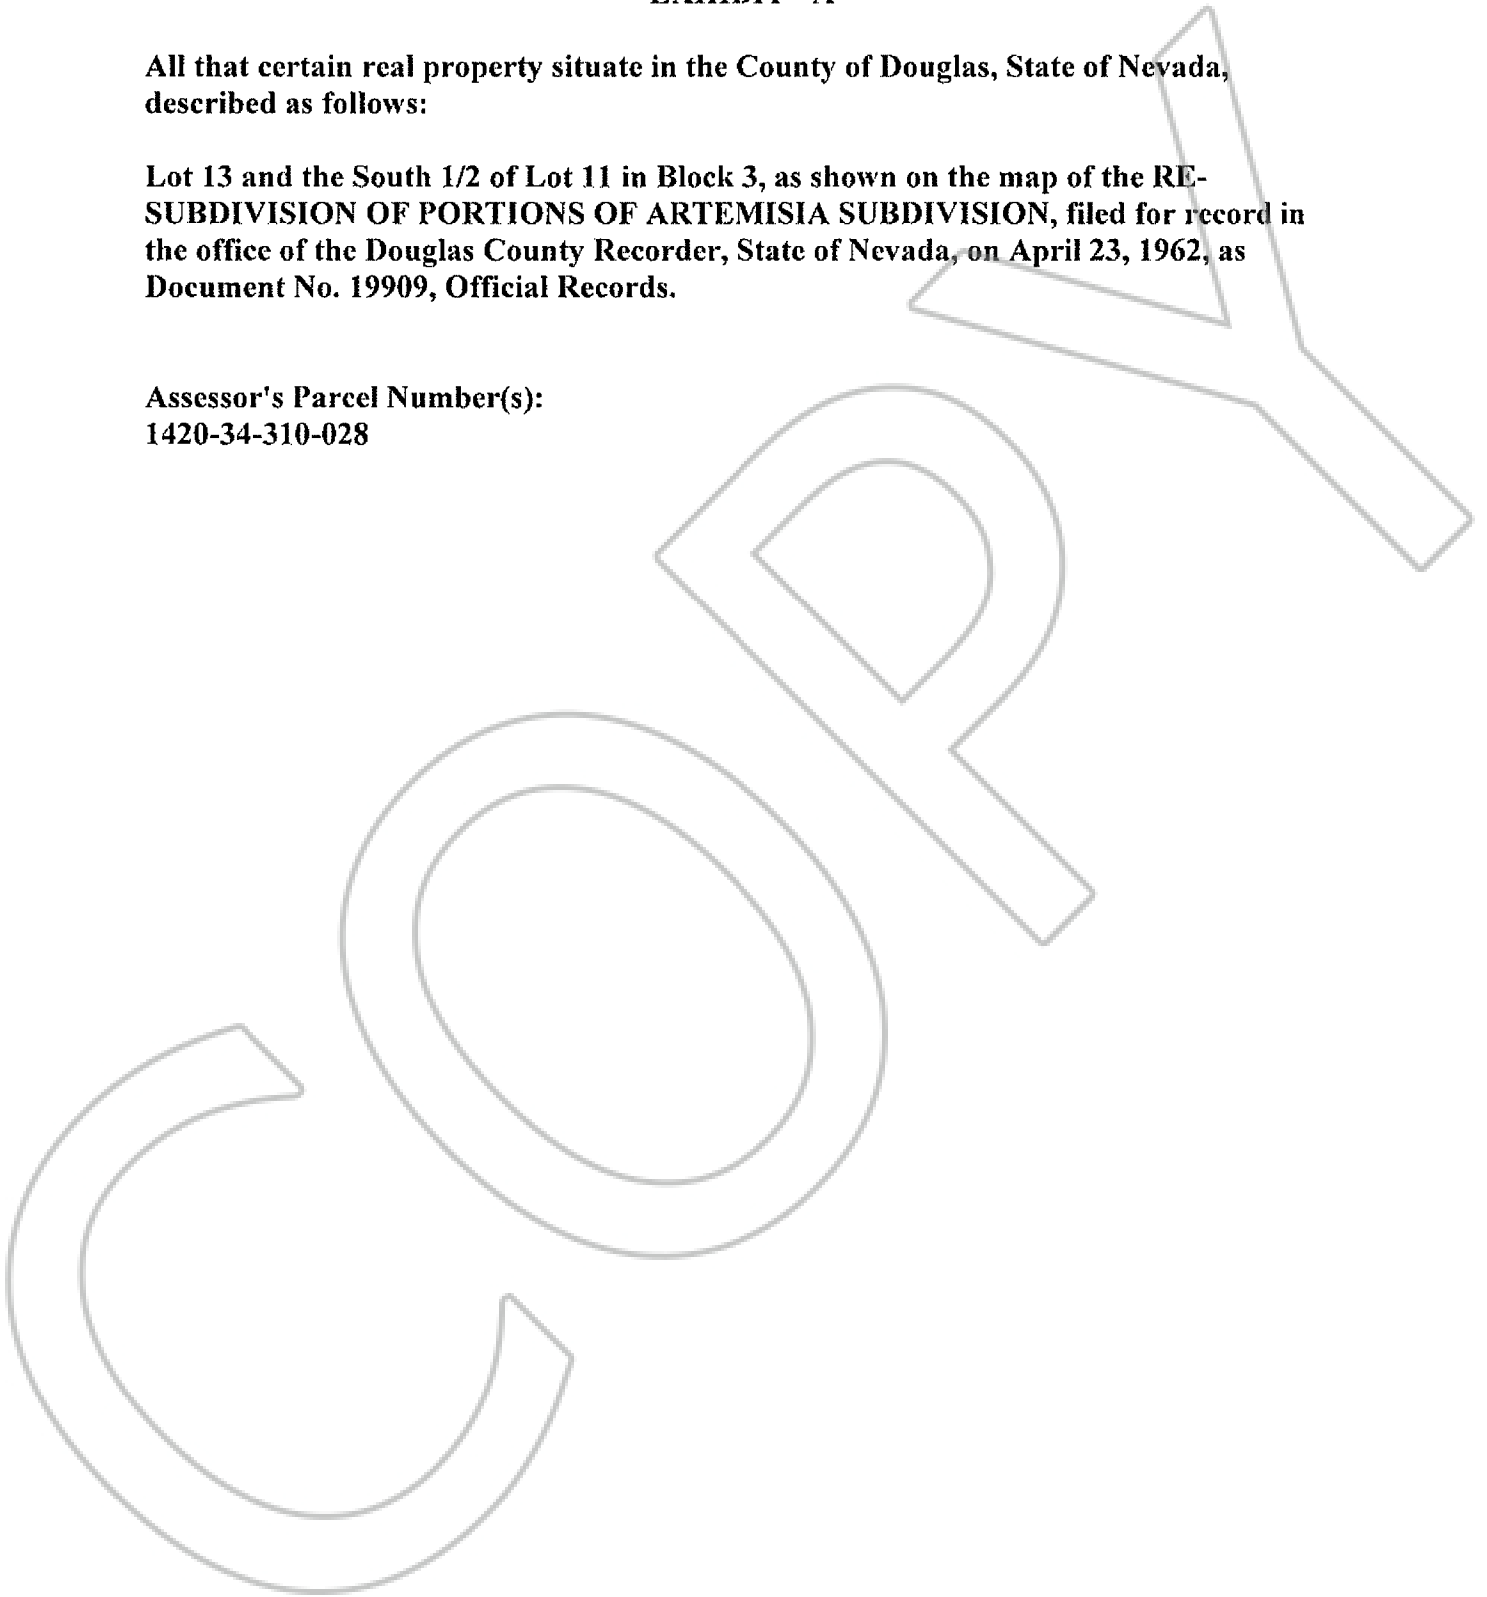 EXHIBIT "A"
All that certain real property situate in the County of Douglas, State of Nevada,
described as follows:
Lot 13 and the South 1/2 of Lot 11 in Block 3, as shown on the map of the RE-
SUBDIVISION OF PORTIONS OF ARTEMISIA SUBDIVISION, filed for record in
the office of the Douglas County Recorder, State of Nevada, on April 23, 1962, as
Document No. 19909, Official Records.
Assessor's Parcel Number(s):
1420-34-310-028
COPY